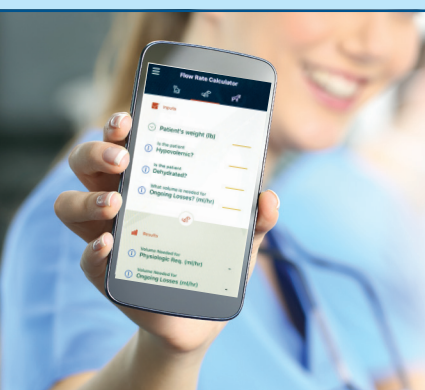 Flow Rate Calculator
Inputs
Patient's weight (lb)
Is the patient
Hypovolemic?
Is the patient
Dehydrated?
What volume is needed for
Ongoing Losses? (ml/hr)
Results
Volume Needed for
Physiologic Req. (ml/hr)
Volume Needed for
Ongoing Losses (ml/hr)